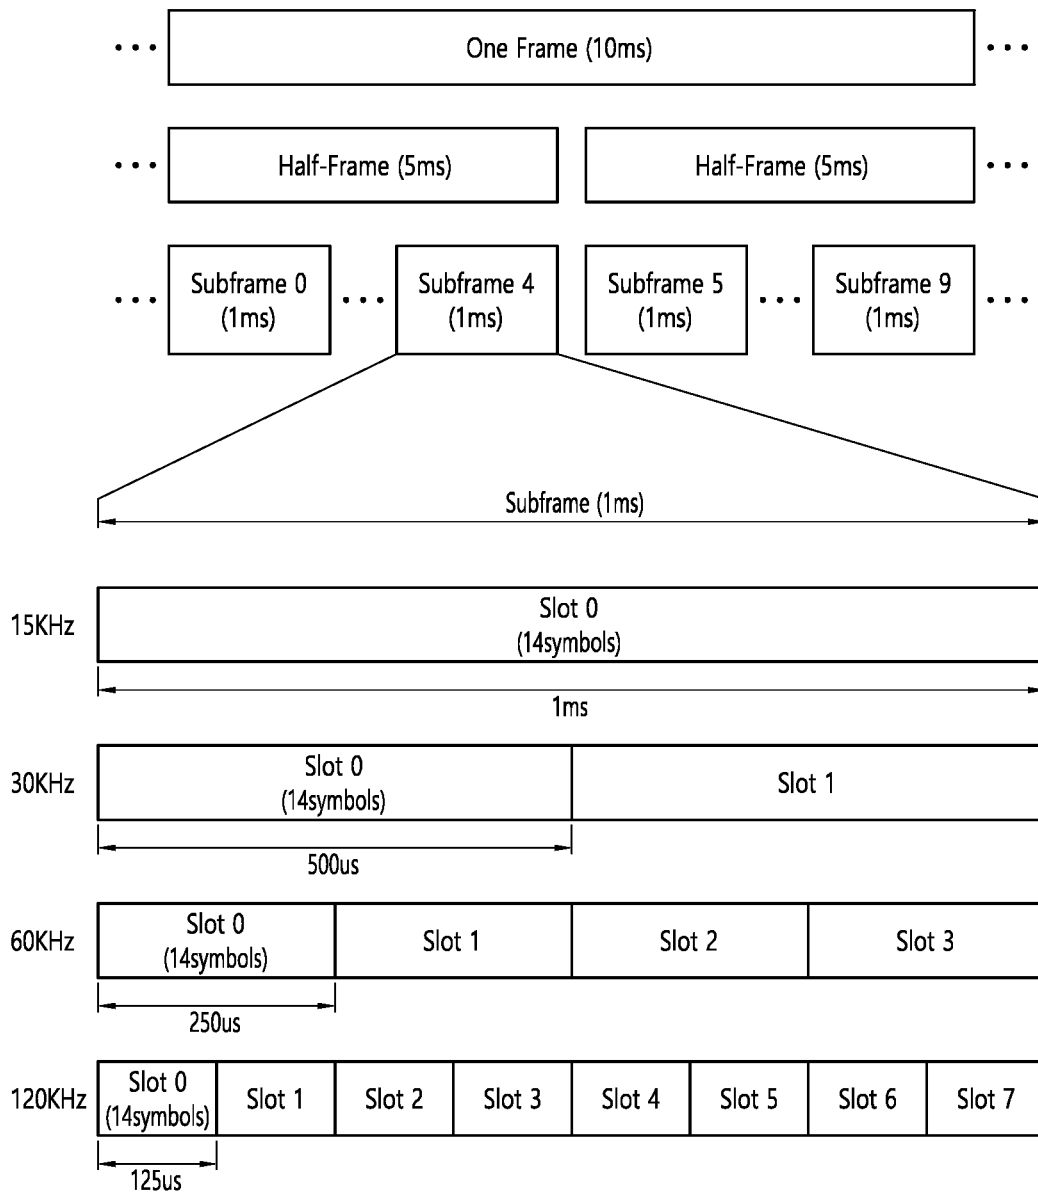 One Frame (10ms)
Half-Frame (5ms)
Half-Frame (5ms)
Subframe 0
(1ms)
Subframe 4
(1ms)
Subframe 5
(1ms)
Subframe 9
(1ms)
Subframe (1ms)
15KHz
Slot 0
(14symbols)
1ms
30KHz
Slot 0
(14symbols)
Slot 1
500us
60KHz
Slot 0
(14symbols)
Slot 1
Slot 2
Slot 3
250us
120KHz
Slot 0
(14symbols)
Slot 1
Slot 2
Slot 3
Slot 4
Slot 5
Slot 6
Slot 7
125us